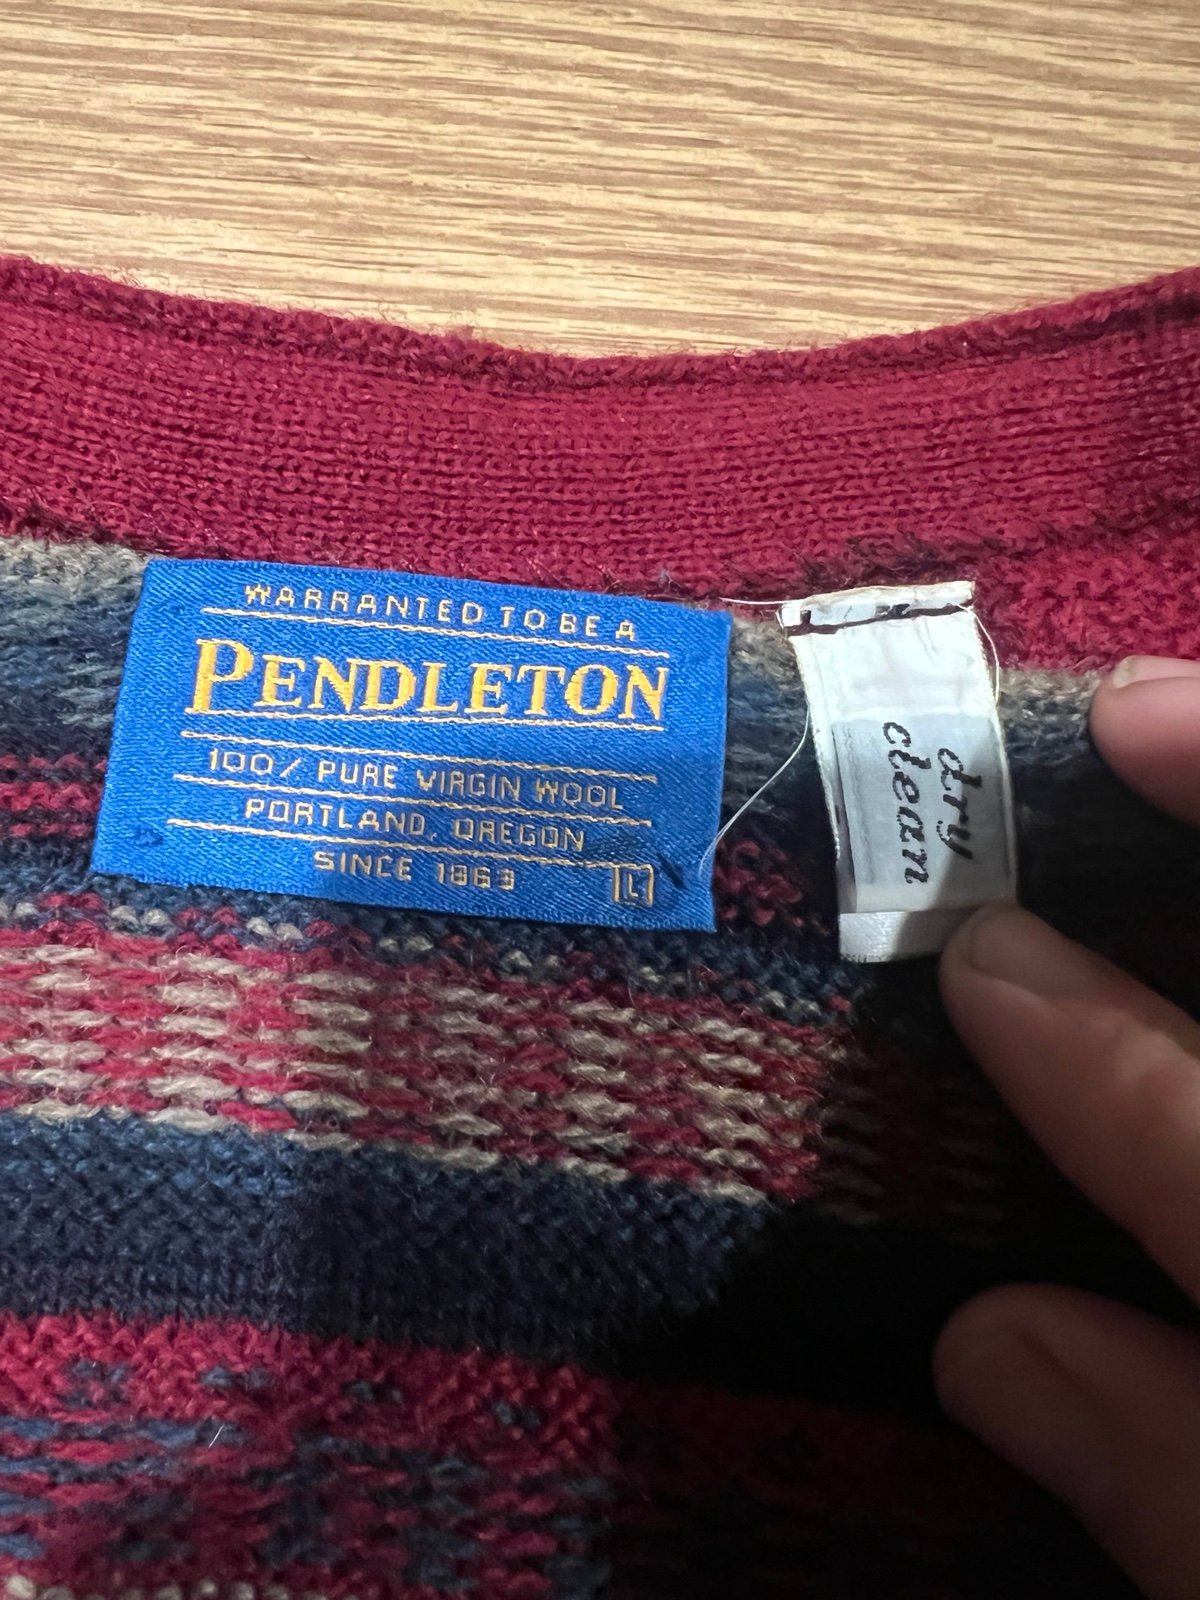 WARRANTED TO BE A
PENDLETON
100% PURE VIRGIN WOOL
PORTLAND, OREGON
SINCE 1863
L
dry
clean